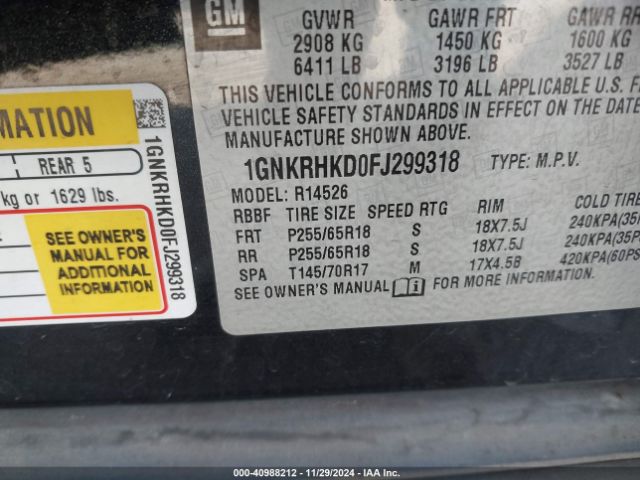 GM
GVWR GAWR FRT GAWR RR
2908 KG 1450 KG 1600 KG
6411 LB 3196 LB 3527 LB
THIS VEHICLE CONFORMS TO ALL APPLICABLE U.S. F
VEHICLE SAFETY STANDARDS IN EFFECT ON THE DA
MANUFACTURE SHOWN ABOVE.
1GNKRHKD0FJ299318 TYPE: M.P.V.
MODEL: R14526
RBBF TIRE SIZE SPEED RTG RIM COLD TIRE
FRT P255/65R18 S 18X7.5J 240KPA(35P
RR P255/65R18 S 18X7.5J 240KPA(35P
SPA T145/70R17 M 17X4.5B 420KPA(60PS
SEE OWNER'S MANUAL FOR MORE INFORMATION.
MATION
REAR 5
kg or 1629 lbs.
SEE OWNER'S
MANUAL FOR
ADDITIONAL
INFORMATION
1GNKRHKD0FJ299318
000-40988212 - 11/29/2024 - IAA Inc.